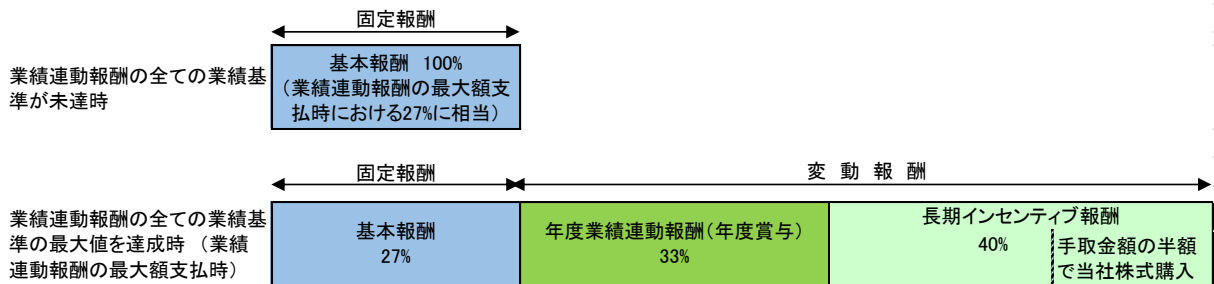 固定報酬
業績連動報酬の全ての業績基
準が未達時
基本報酬 100%
（業績連動報酬の最大額支
払時における27%に相当）
固定報酬
変 動 報 酬
業績連動報酬の全ての業績基
準の最大値を達成時 （業績
連動報酬の最大額支払時）
基本報酬
27%
年度業績連動報酬（年度賞与）
33%
長期インセンティブ報酬
40%
手取金額の半額
で当社株式購入